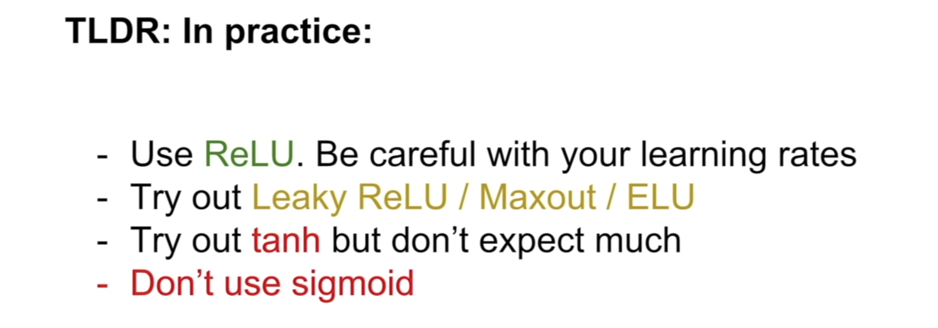 TLDR: In practice:
- Use ReLU. Be careful with your learning rates
- Try out Leaky ReLU / Maxout / ELU
- Try out tanh but don’t expect much
- Don’t use sigmoid